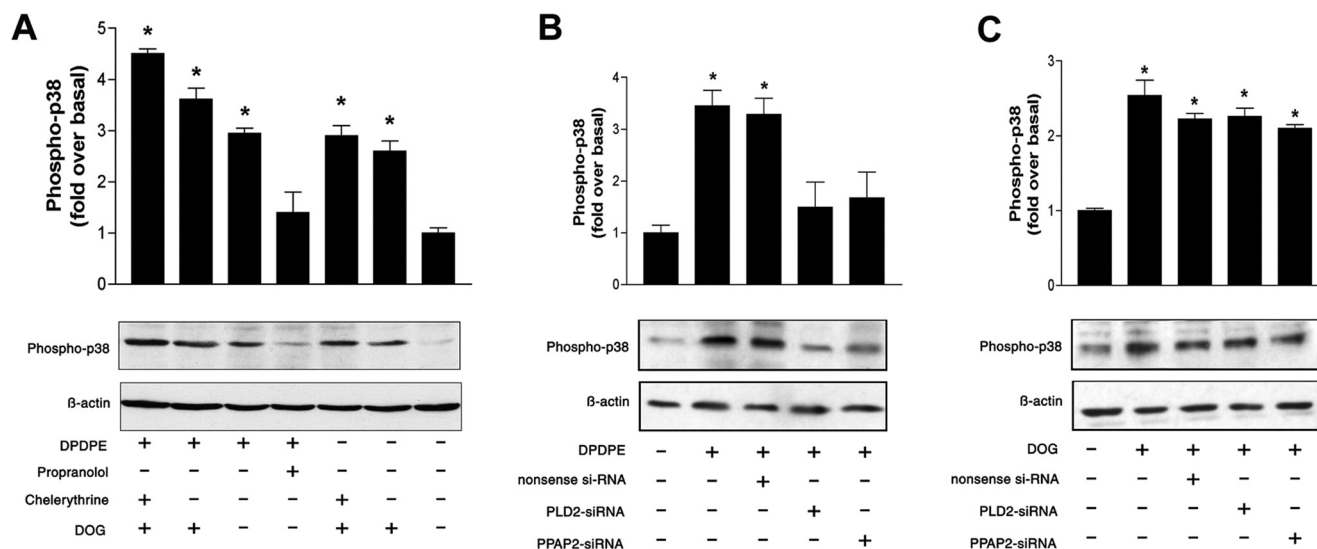 A
Phospho-p38
(fold over basal)
5
4
3
2
1
0
* * * * *
Phospho-p38
ß-actin
DPDPE + + + + − − −
Propranolol − − − + − − −
Chelerythrine + − − − + − −
DOG + + − − + + −
B
Phospho-p38
(fold over basal)
4
3
2
1
0
* *
Phospho-p38
ß-actin
DPDPE − + + + +
nonsense si-RNA − − + − −
PLD2-siRNA − − − + −
PPAP2-siRNA − − − − +
C
Phospho-p38
(fold over basal)
3
2
1
0
* * * *
Phospho-p38
ß-actin
DOG − + + + +
nonsense si-RNA − − + − −
PLD2-siRNA − − − + −
PPAP2-siRNA − − − − +